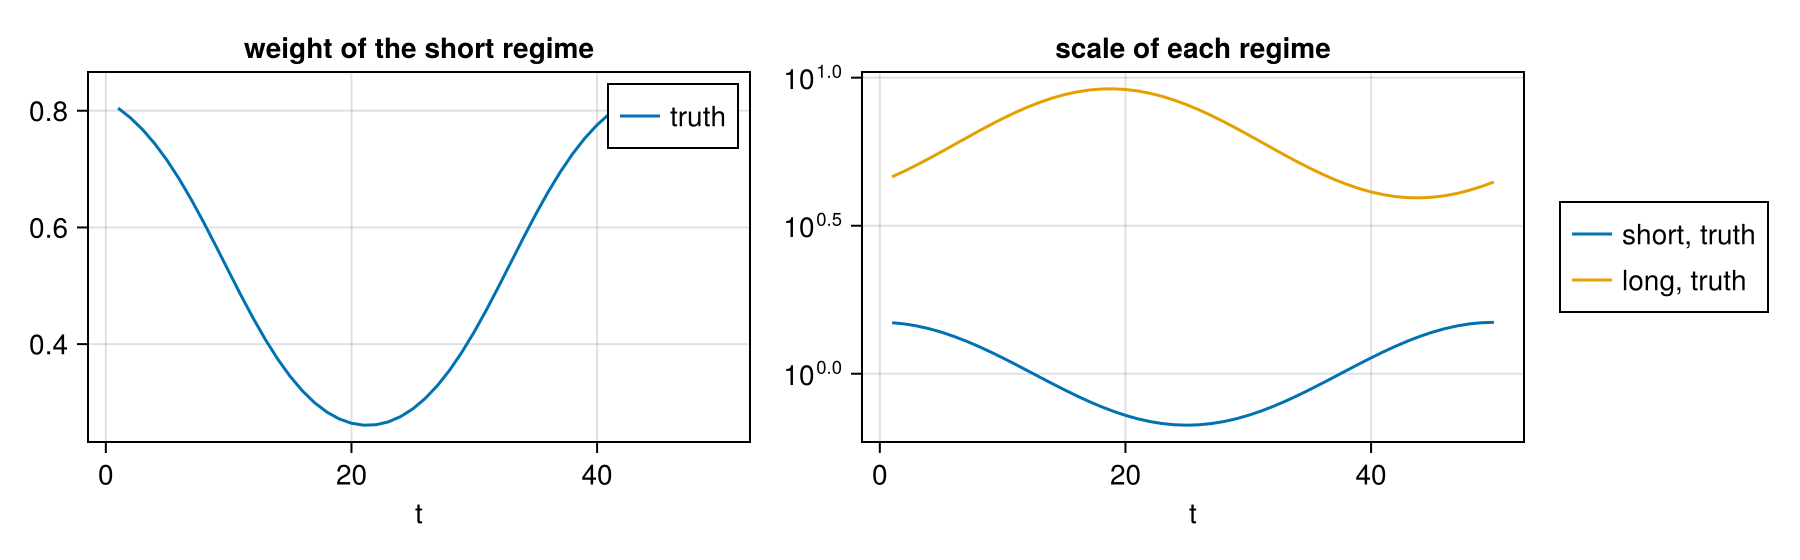 weight of the short regime
0.8
0.6
0.4
0
20
40
t
truth
scale of each regime
10^1.0
10^0.5
10^0.0
0
20
40
t
short, truth
long, truth